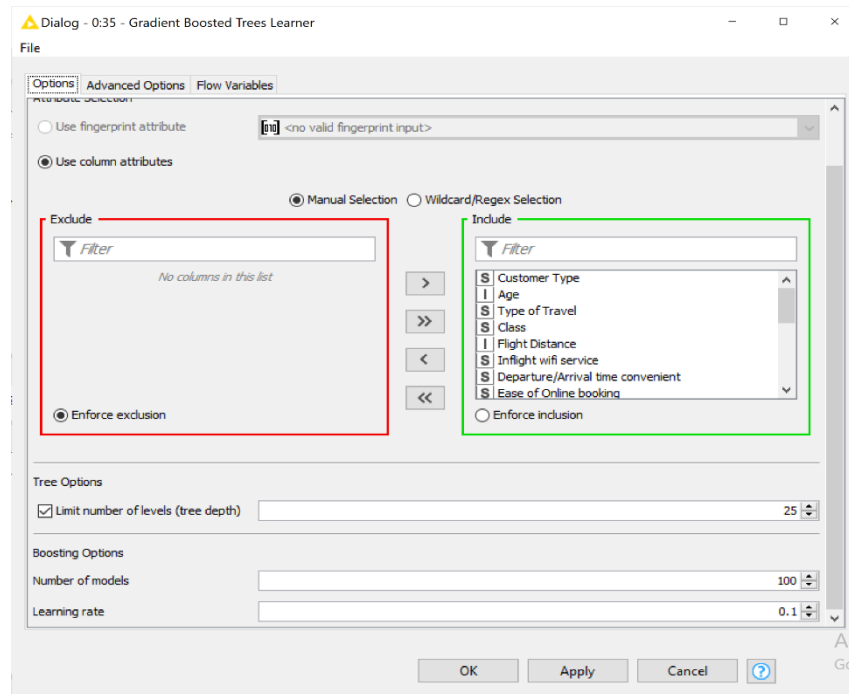 Dialog - 0:35 - Gradient Boosted Trees Learner
File
Options Advanced Options Flow Variables
Attribute Selection
Use fingerprint attribute <no valid fingerprint input>
Use column attributes
Manual Selection Wildcard/Regex Selection
Exclude Include
Filter Filter
No columns in this list
S Customer Type
I Age
> S Type of Travel
S Class
>> I Flight Distance
S Inflight wifi service
< S Departure/Arrival time convenient
<< S Ease of Online booking
Enforce exclusion Enforce inclusion
Tree Options
Limit number of levels (tree depth) 25
Boosting Options
Number of models 100
Learning rate 0.1
OK Apply Cancel ?